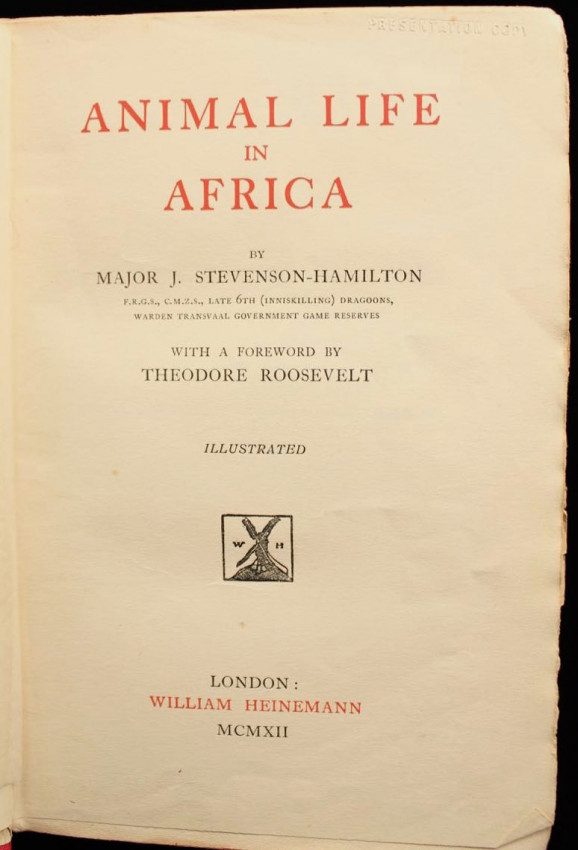 PRESENTATION COPY
ANIMAL LIFE
IN
AFRICA
BY
MAJOR J. STEVENSON-HAMILTON
F.R.G.S., C.M.Z.S., LATE 6TH (INNISKILLING) DRAGOONS,
WARDEN TRANSVAAL GOVERNMENT GAME RESERVES
WITH A FOREWORD BY
THEODORE ROOSEVELT
ILLUSTRATED
W H
LONDON:
WILLIAM HEINEMANN
MCMXII